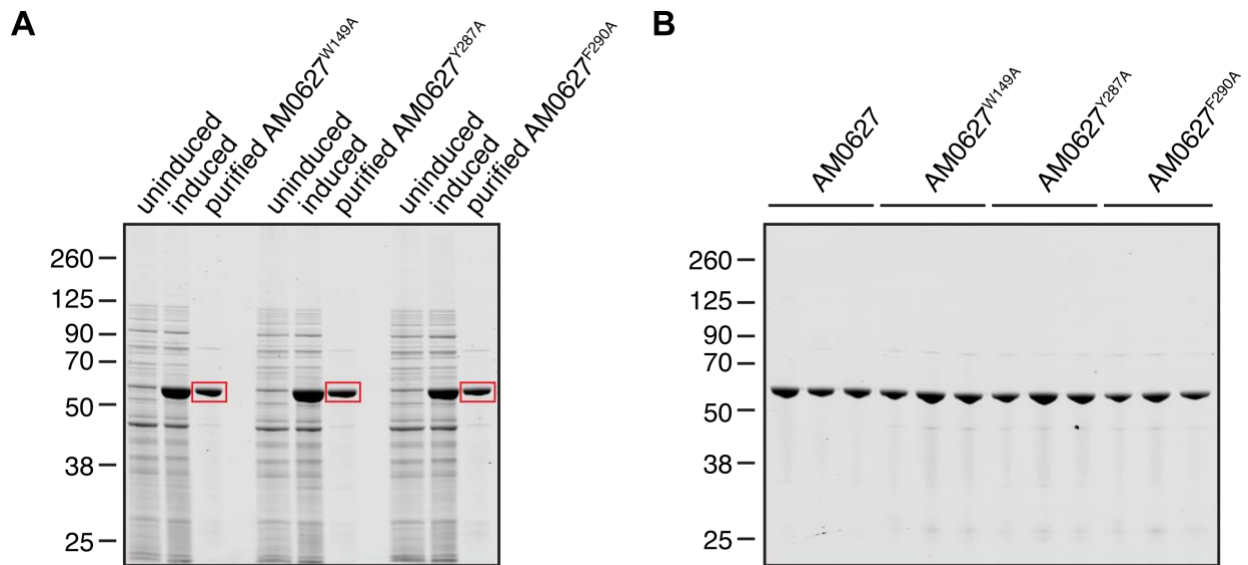 A
uninduced
induced
purified AM0627W149A
uninduced
induced
purified AM0627Y287A
uninduced
induced
purified AM0627F290A
260
125
90
70
50
38
25
B
AM0627
AM0627W149A
AM0627Y287A
AM0627F290A
260
125
90
70
50
38
25